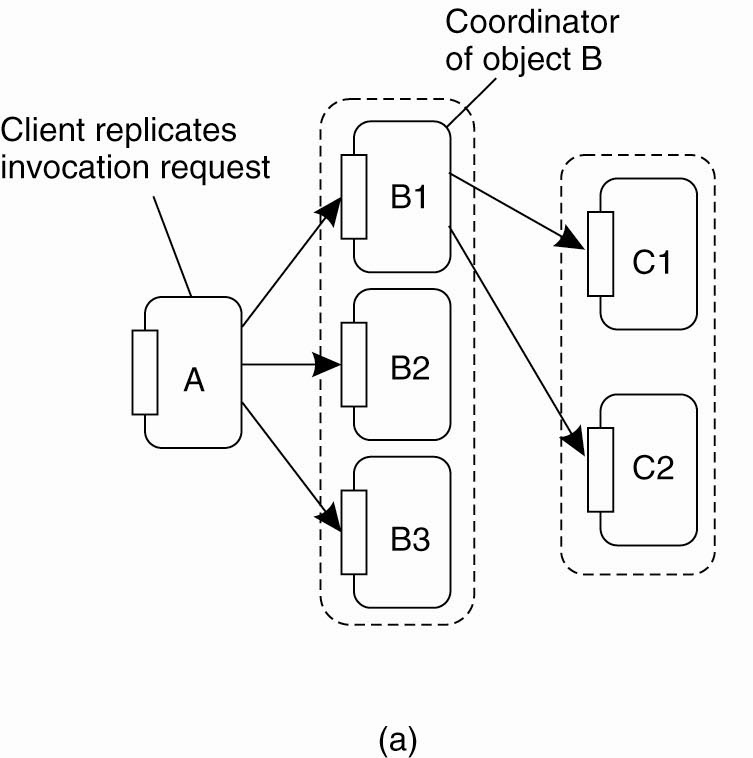 Coordinator
of object B
Client replicates
invocation request
B1
C1
A
B2
C2
B3
(a)